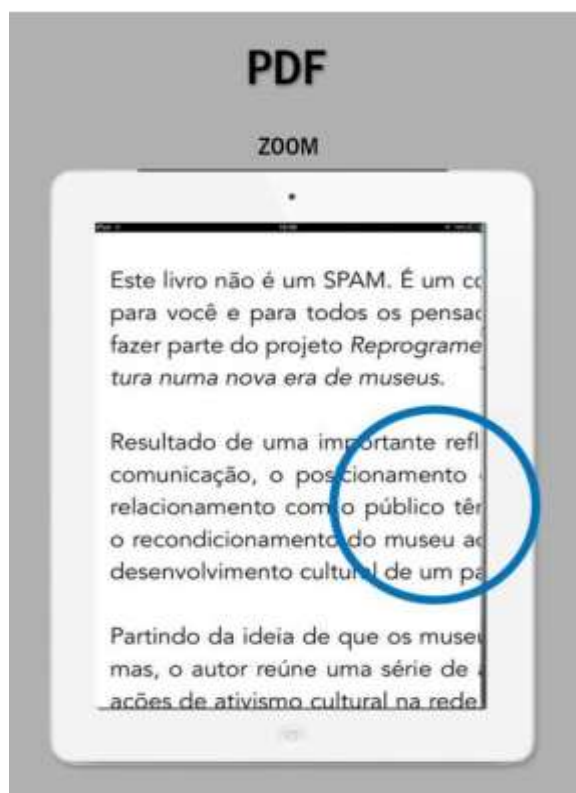 PDF
ZOOM
Este livro não é um SPAM. É um co
para você e para todos os pensad
fazer parte do projeto Reprograme
tura numa nova era de museus.
Resultado de uma importante refl
comunicação, o posicionamento
relacionamento com o público têr
o recondicionamento do museu ao
desenvolvimento cultural de um pa
Partindo da ideia de que os museu
mas, o autor reúne uma série de a
ações de ativismo cultural na rede